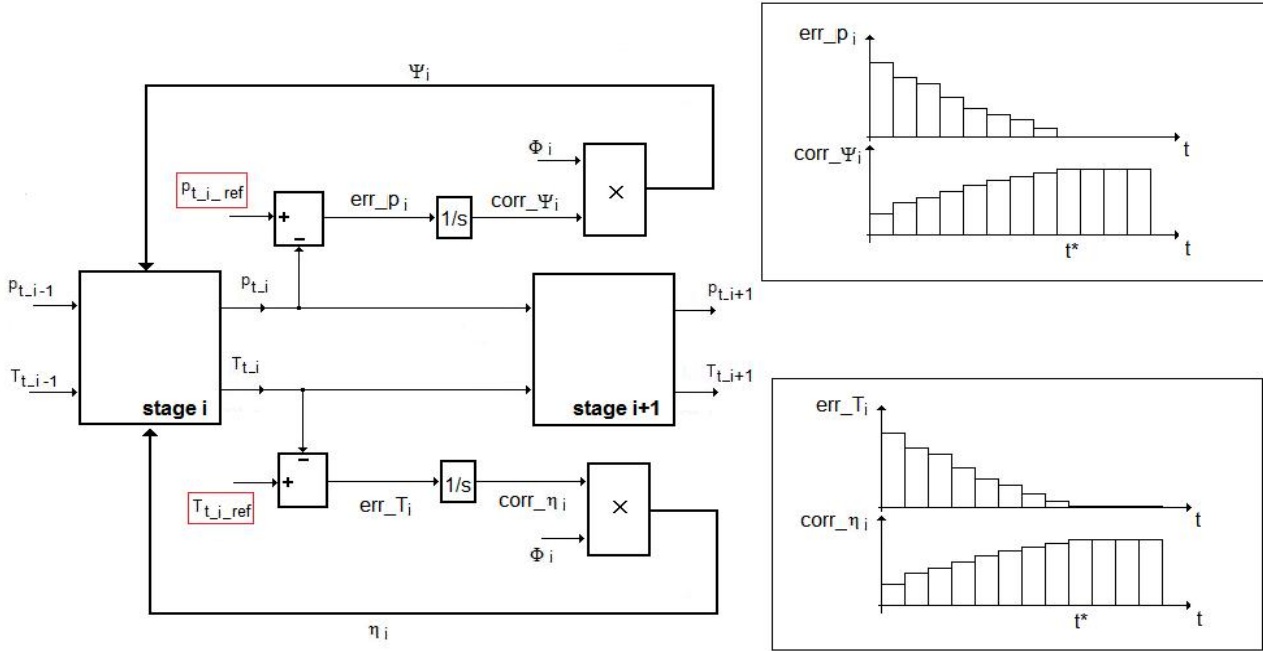 Ψi
Φi
×
pt_i_ref
+
−
err_pi
1/s
corr_Ψi
pt_i-1
pt_i
pt_i+1
Tt_i-1
Tt_i
Tt_i+1
stage i
stage i+1
−
+
Tt_i_ref
err_Ti
1/s
corr_ηi
×
Φi
ηi
err_pi
t
corr_Ψi
t*
t
err_Ti
t
corr_ηi
t*
t